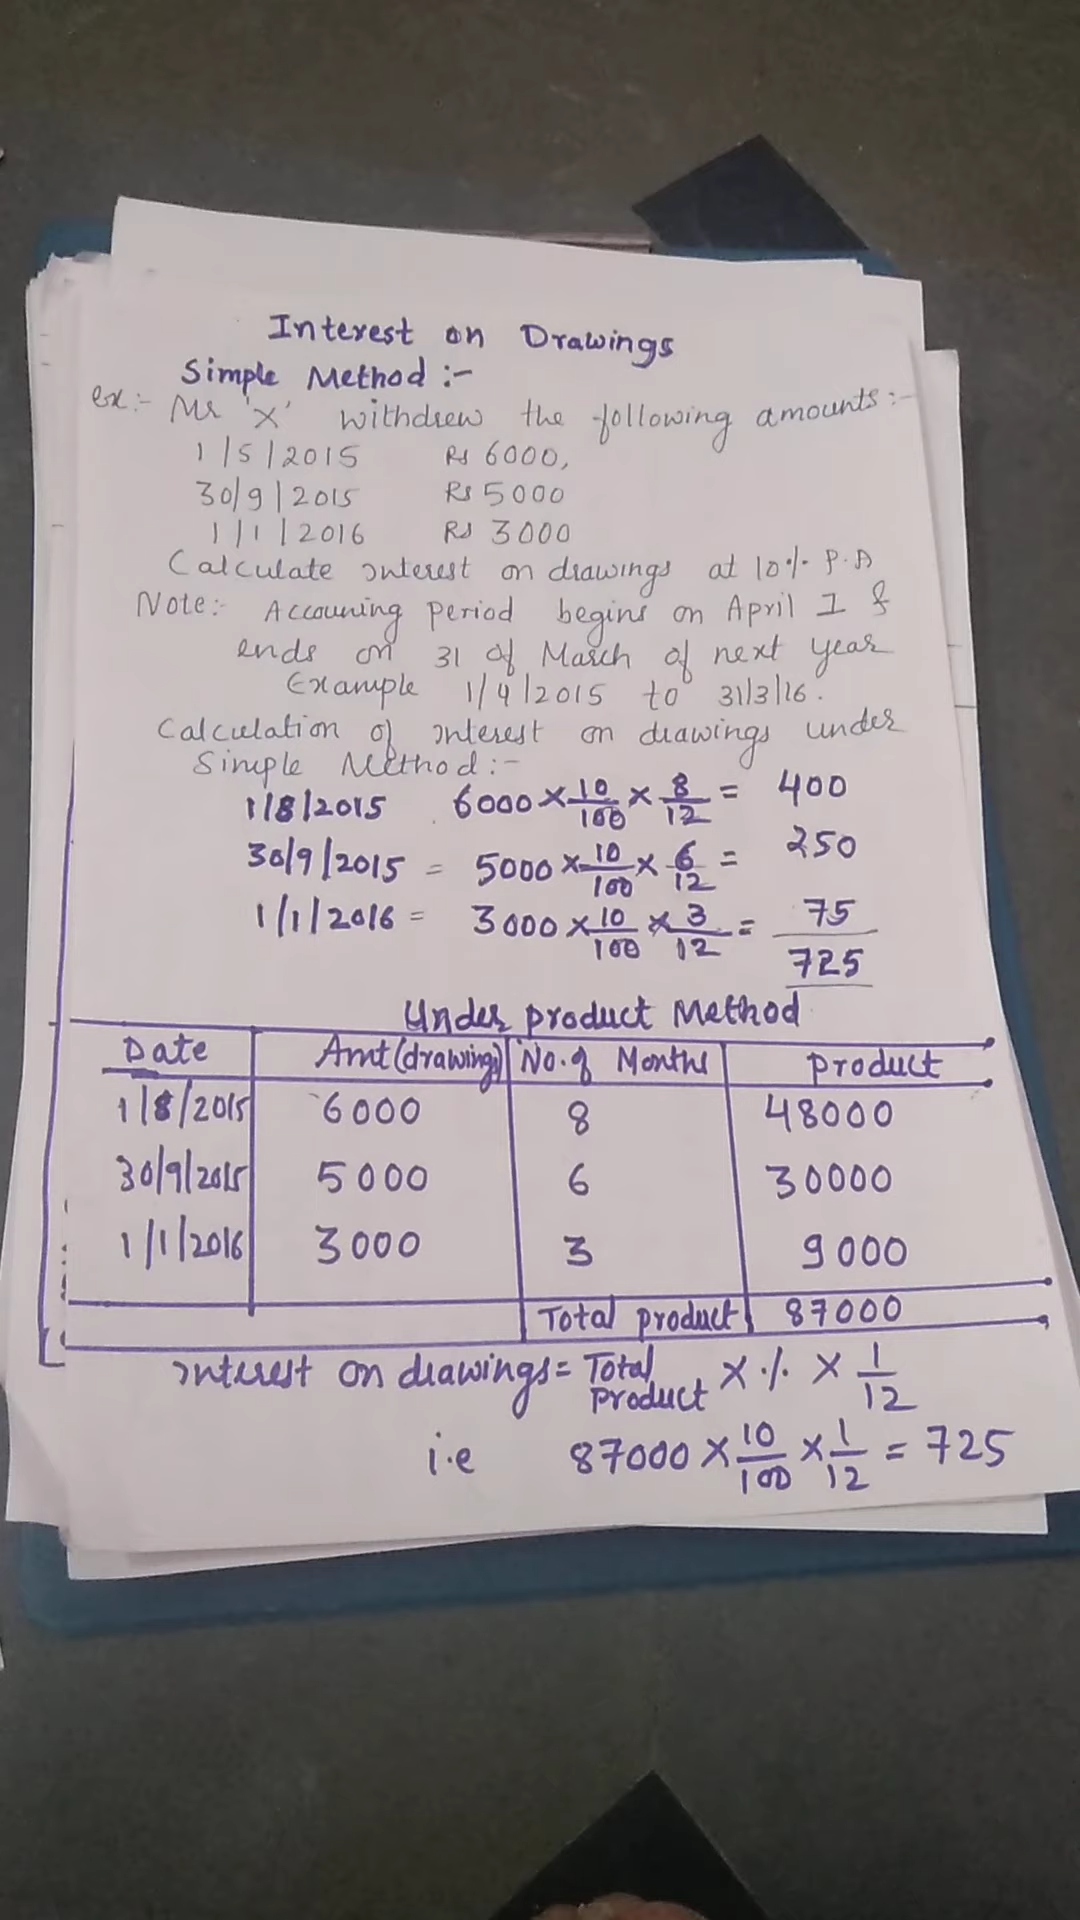 Interest on Drawings
Simple Method :-
ex:- Mr 'X' withdrew the following amounts:-
1/5/2015 Rs 6000,
30/9/2015 Rs 5000
1/1/2016 Rs 3000
Calculate interest on drawings at 10% P.A
Note:- Accouning period begins on April 1 &
ends on 31 of March of next year
Example 1/4/2015 to 31/3/16.
Calculation of interest on drawings under
Simple Method:-
1/8/2015 6000 × 10/100 × 8/12 = 400
30/9/2015 = 5000 × 10/100 × 6/12 = 250
1/1/2016 = 3000 × 10/100 × 3/12 = 75
725
Under product Method
Date Amt (drawings) No. of Months product
1/8/2015 6000 8 48000
30/9/2015 5000 6 30000
1/1/2016 3000 3 9000
Total product 87000
interest on drawings = Total product × % × 1/12
i.e 87000 × 10/100 × 1/12 = 725